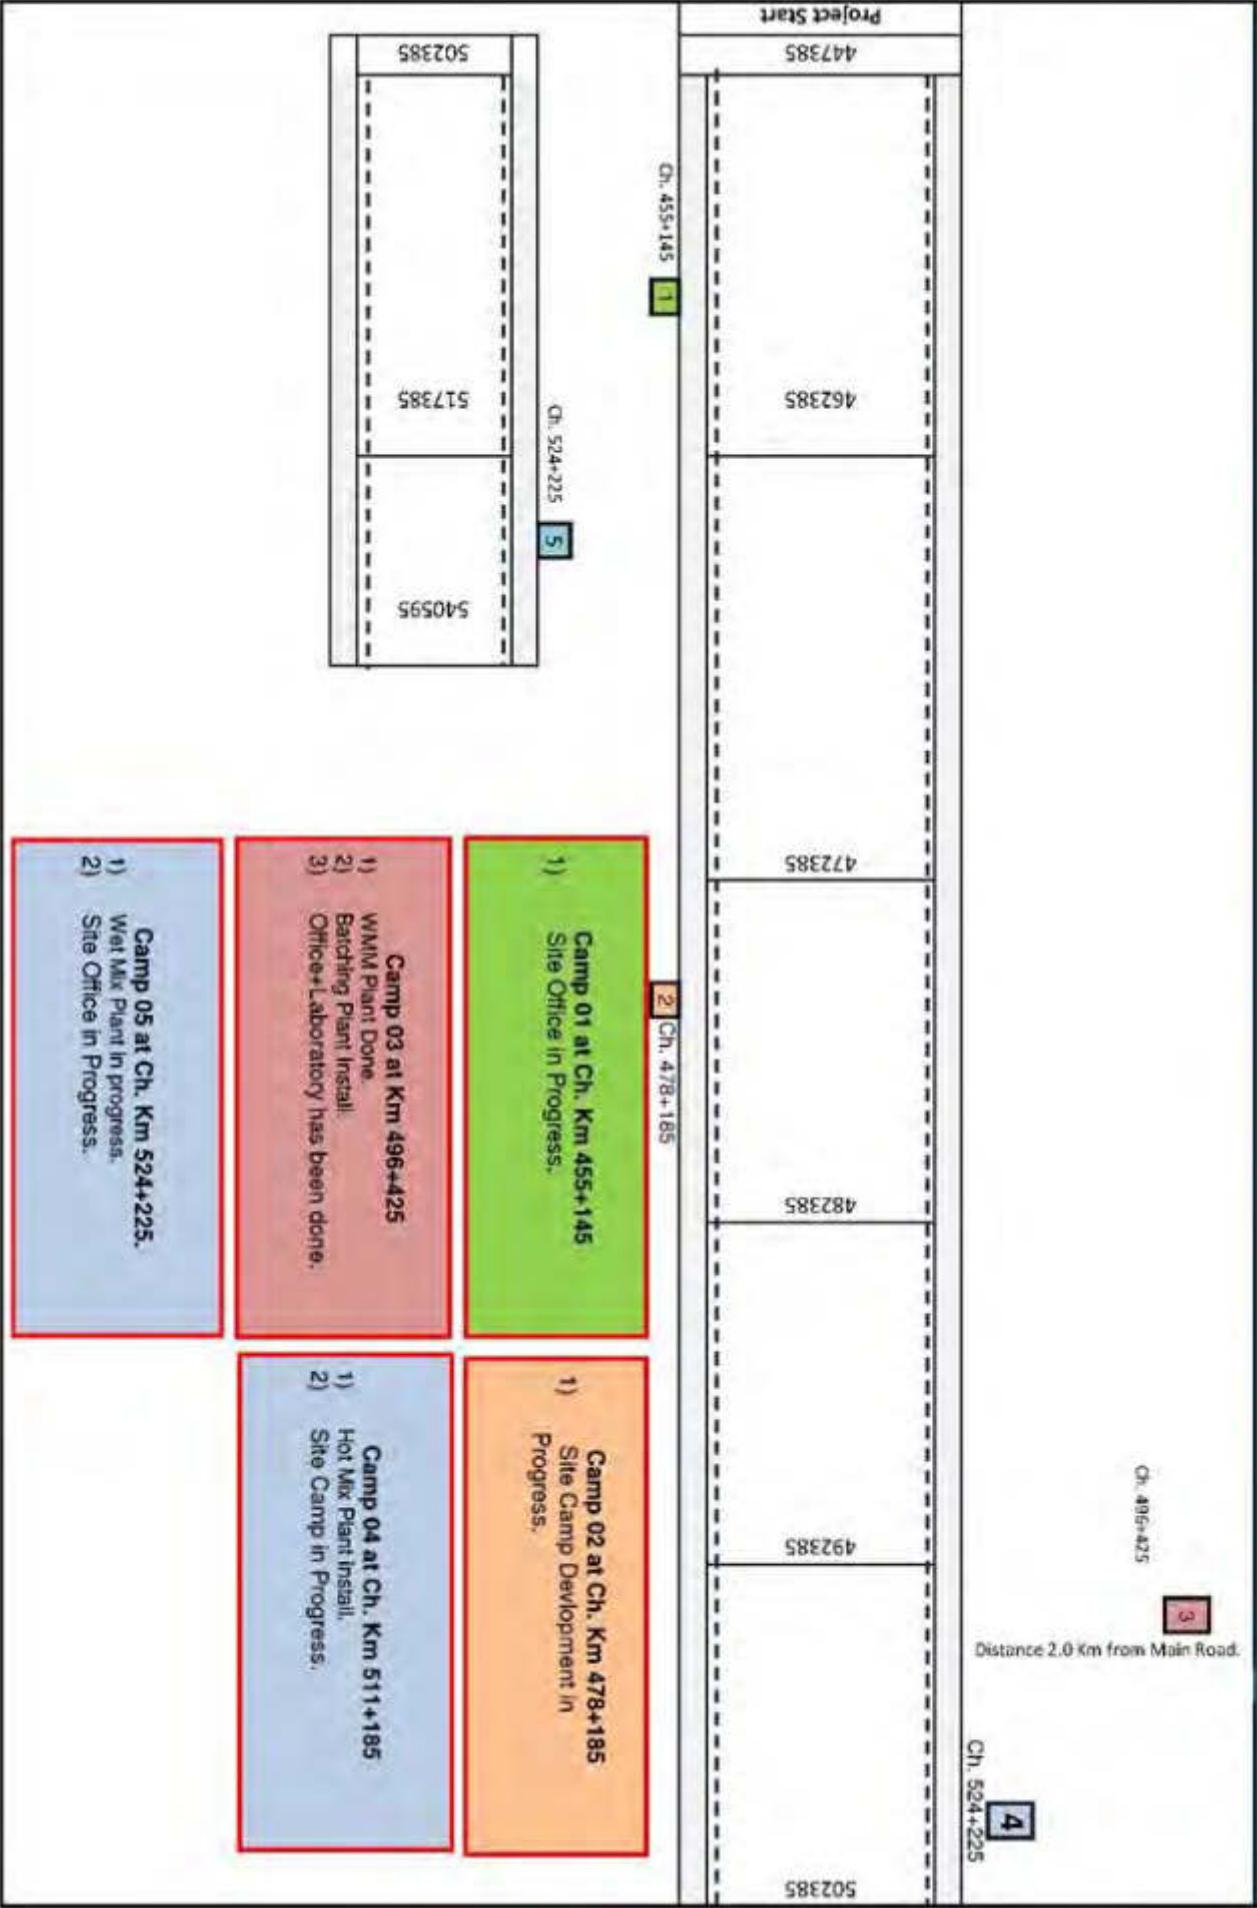 Ch. 496+425
3
Distance 2.0 Km from Main Road.
4
Ch. 524+225
Project Start
447385
462385
472385
482385
492385
502385
Ch. 455+145
1
2
Ch. 478+185
Ch. 524+225
5
502385
517385
540595
Camp 01 at Ch. Km 455+145
1) Site Office in Progress.
Camp 02 at Ch. Km 478+185
1) Site Camp Devlopment in
Progress.
Camp 03 at Km 496+425
1) WMM Plant Done.
2) Batching Plant Install.
3) Office+Laboratory has been done.
Camp 04 at Ch. Km 511+185
1) Hot Mix Plant Install.
2) Site Camp in Progress.
Camp 05 at Ch. Km 524+225.
1) Wet Mix Plant in progress.
2) Site Office in Progress.